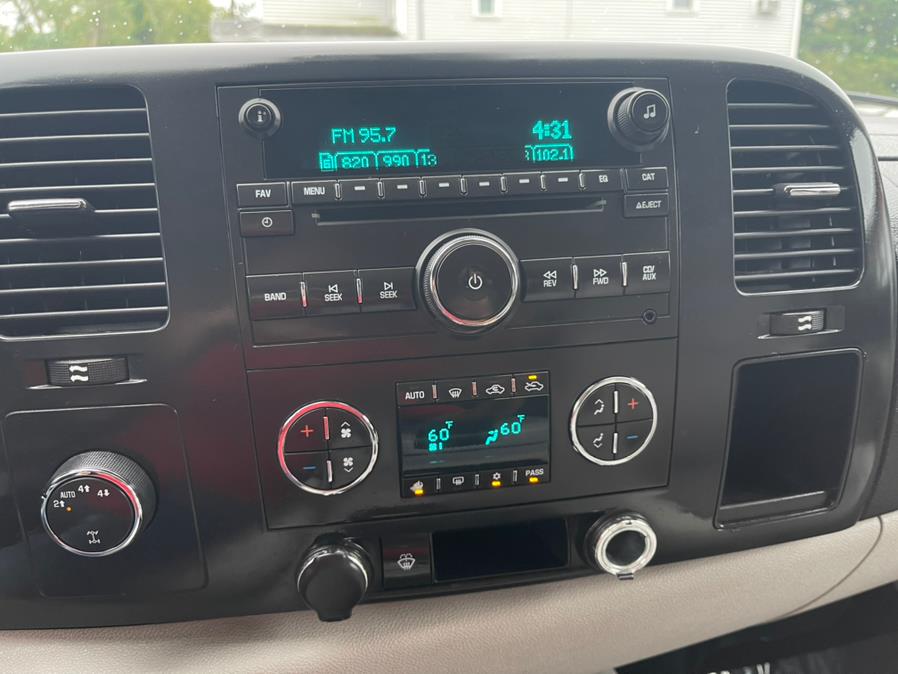 FM 95.7 4:31
820 990 13 102.1
FAV MENU EQ CAT
EJECT
BAND SEEK SEEK REV FWD CD/AUX
AUTO
60°F 60°F
PASS
AUTO 4 4
2